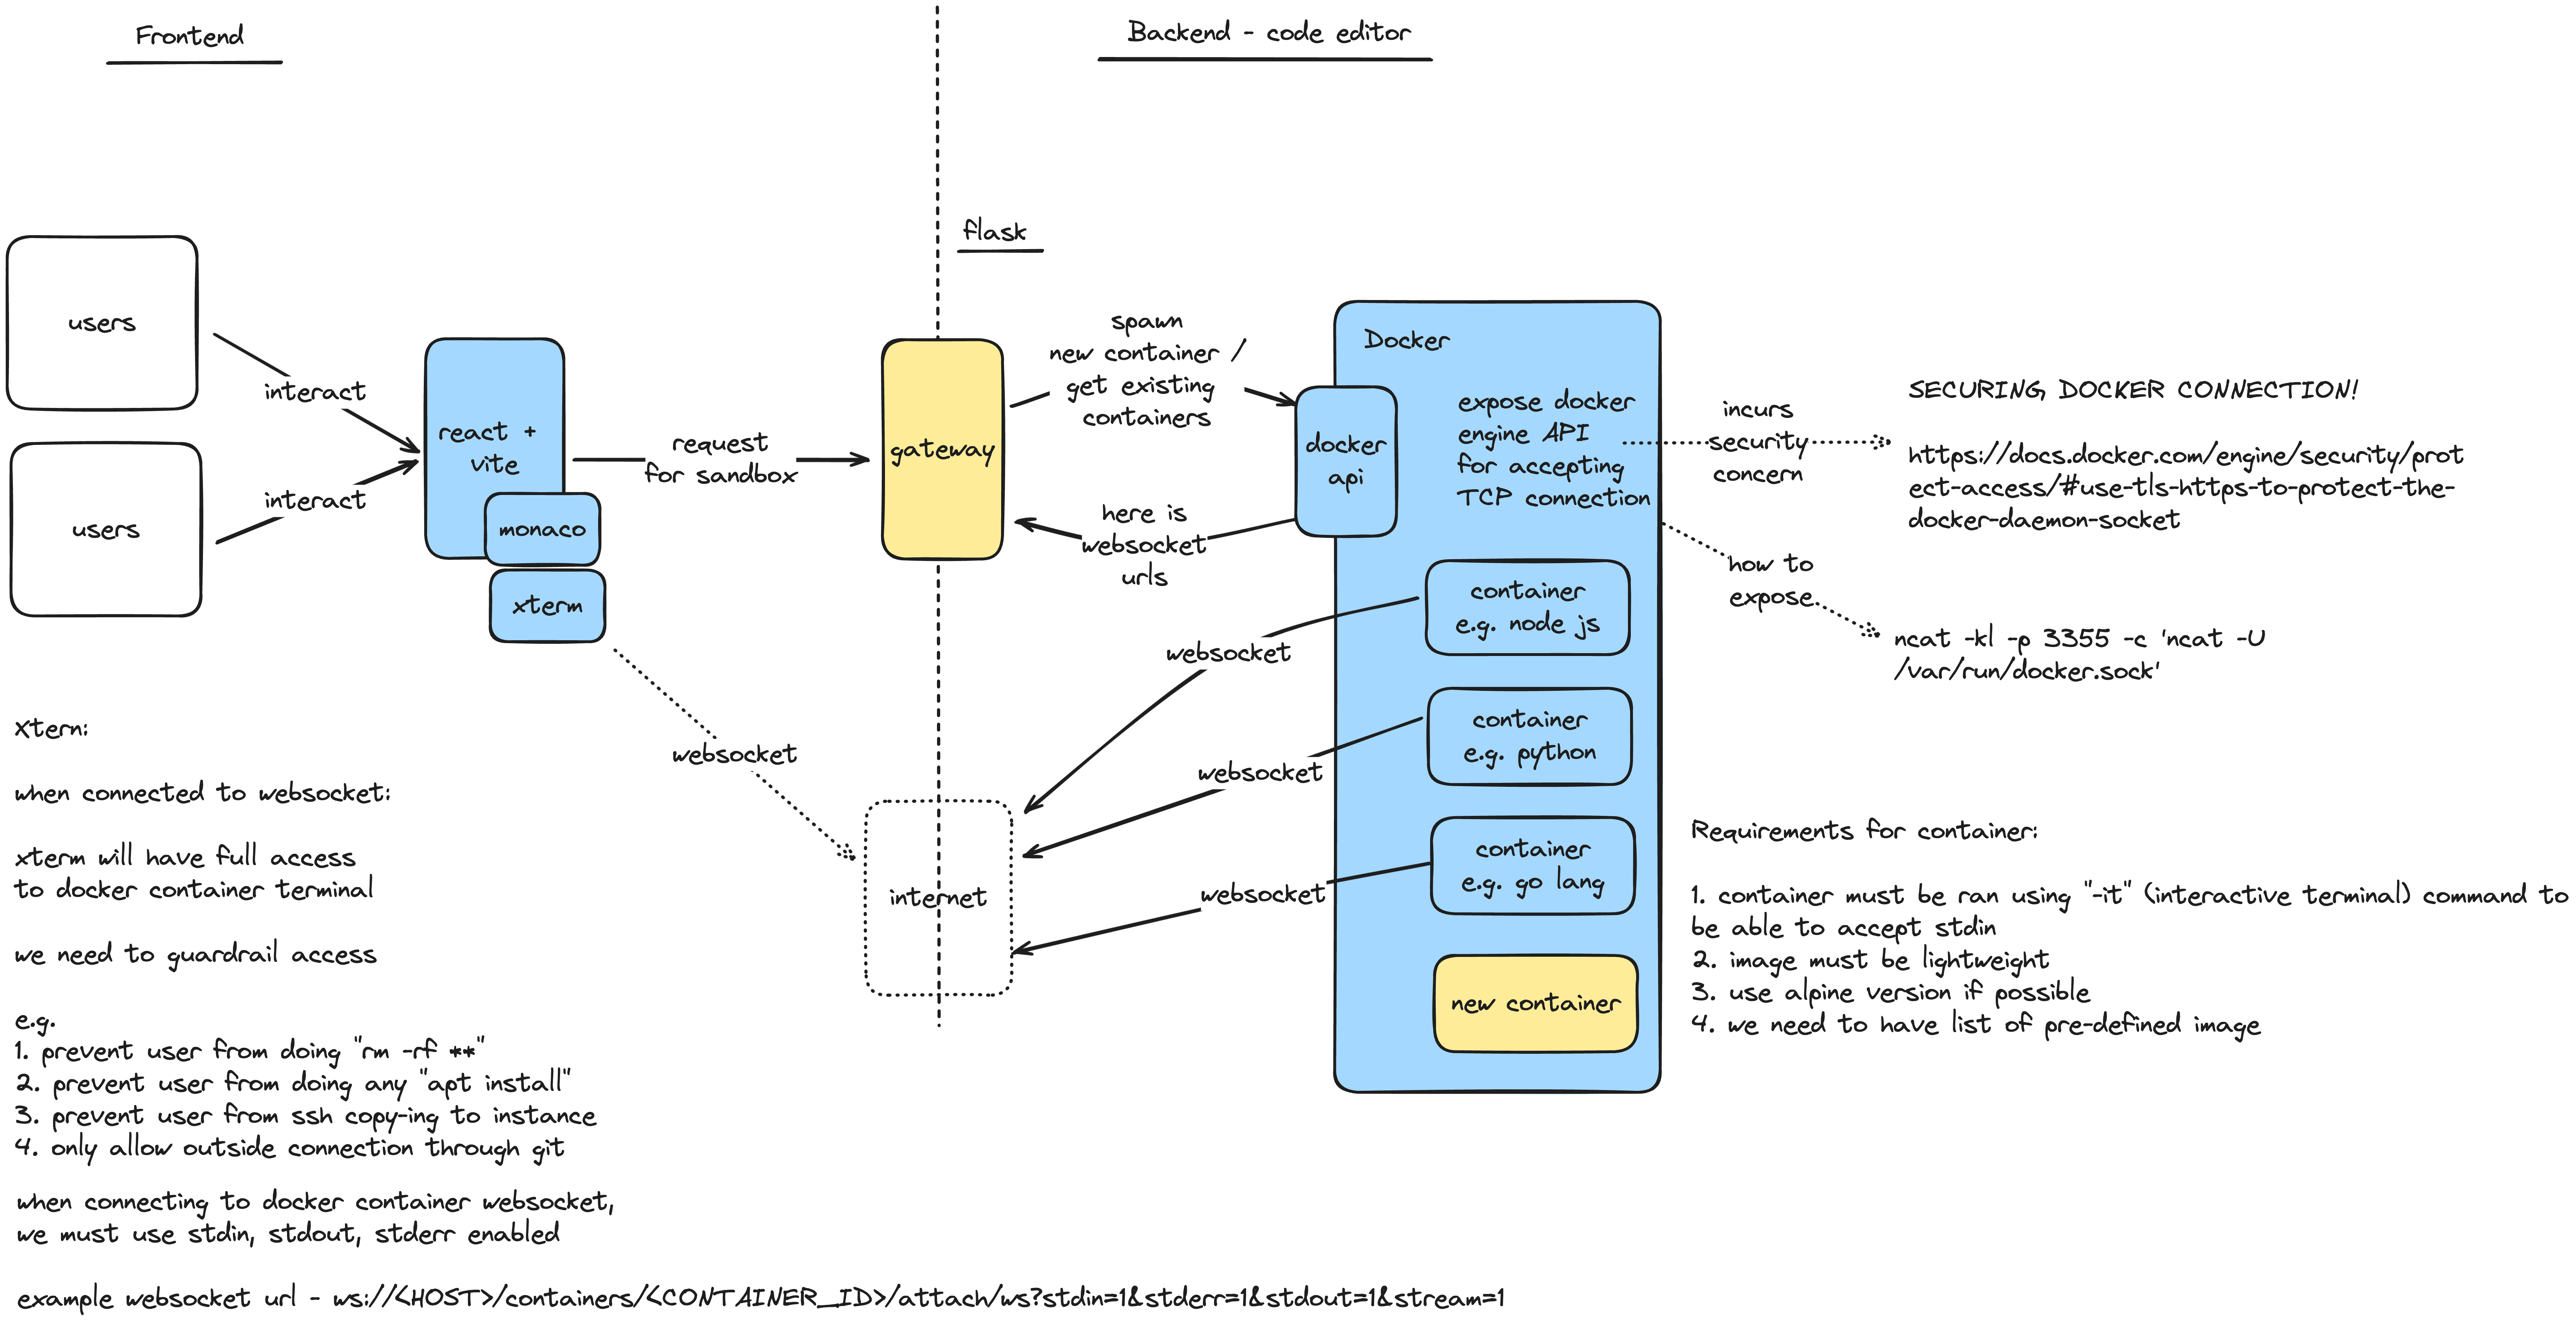 Frontend
Backend - code editor
flask
users
interact
users
interact
react +
vite
monaco
xterm
request
for sandbox
gateway
spawn
new container /
get existing
containers
here is
websocket
urls
Docker
docker
api
expose docker
engine API
for accepting
TCP connection
incurs
security
concern
SECURING DOCKER CONNECTION!
https://docs.docker.com/engine/security/prot
ect-access/#use-tls-https-to-protect-the-
docker-daemon-socket
how to
expose
ncat -kl -p 3355 -c 'ncat -U
/var/run/docker.sock'
container
e.g. node js
websocket
container
e.g. python
websocket
container
e.g. go lang
websocket
new container
websocket
internet
Xtern:
when connected to websocket:
xterm will have full access
to docker container terminal
we need to guardrail access
e.g.
1. prevent user from doing "rm -rf **"
2. prevent user from doing any "apt install"
3. prevent user from ssh copy-ing to instance
4. only allow outside connection through git
when connecting to docker container websocket,
we must use stdin, stdout, stderr enabled
example websocket url - ws://<HOST>/containers/<CONTAINER_ID>/attach/ws?stdin=1&stderr=1&stdout=1&stream=1
Requirements for container:
1. container must be ran using "-it" (interactive terminal) command to
be able to accept stdin
2. image must be lightweight
3. use alpine version if possible
4. we need to have list of pre-defined image